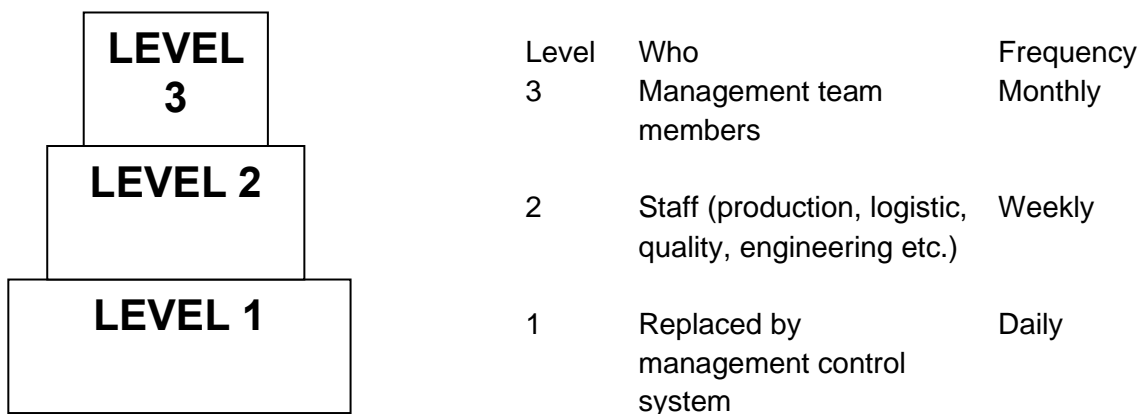 LEVEL
3
LEVEL 2
LEVEL 1
Level Who Frequency
3 Management team Monthly
members
2 Staff (production, logistic, Weekly
quality, engineering etc.)
1 Replaced by Daily
management control
system